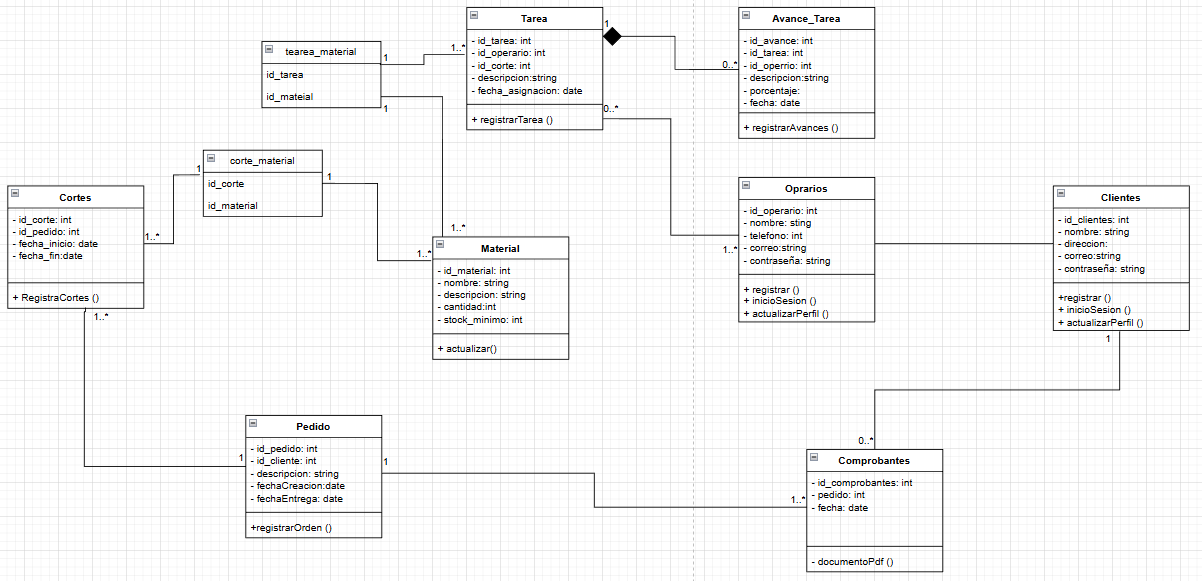 Tarea
- id_tarea: int
- id_operario: int
- id_corte: int
- descripcion:string
- fecha_asignacion: date
+ registrarTarea ()
1
1..*
0..*
Avance_Tarea
- id_avance: int
- id_tarea: int
- id_operrio: int
- descripcion:string
- porcentaje:
- fecha: date
+ registrarAvances ()
0..*
tearea_material
id_tarea
id_mateial
1
1
corte_material
id_corte
id_material
1
1
Cortes
- id_corte: int
- id_pedido: int
- fecha_inicio: date
- fecha_fin:date
+ RegistraCortes ()
1..*
1..*
Material
- id_material: int
- nombre: string
- descripcion: string
- cantidad:int
- stock_minimo: int
+ actualizar()
1..*
1..*
Oprarios
- id_operario: int
- nombre: sting
- telefono: int
- correo:string
- contraseña: string
+ registrar ()
+ inicioSesion ()
+ actualizarPerfil ()
1..*
Clientes
- id_clientes: int
- nombre: string
- direccion:
- correo:string
- contraseña: string
+registrar ()
+ inicioSesion ()
+ actualizarPerfil ()
1
Pedido
- id_pedido: int
- id_cliente: int
- descripcion: string
- fechaCreacion:date
- fechaEntrega: date
+registrarOrden ()
1
1
Comprobantes
- id_comprobantes: int
- pedido: int
- fecha: date
- documentoPdf ()
0..*
1..*